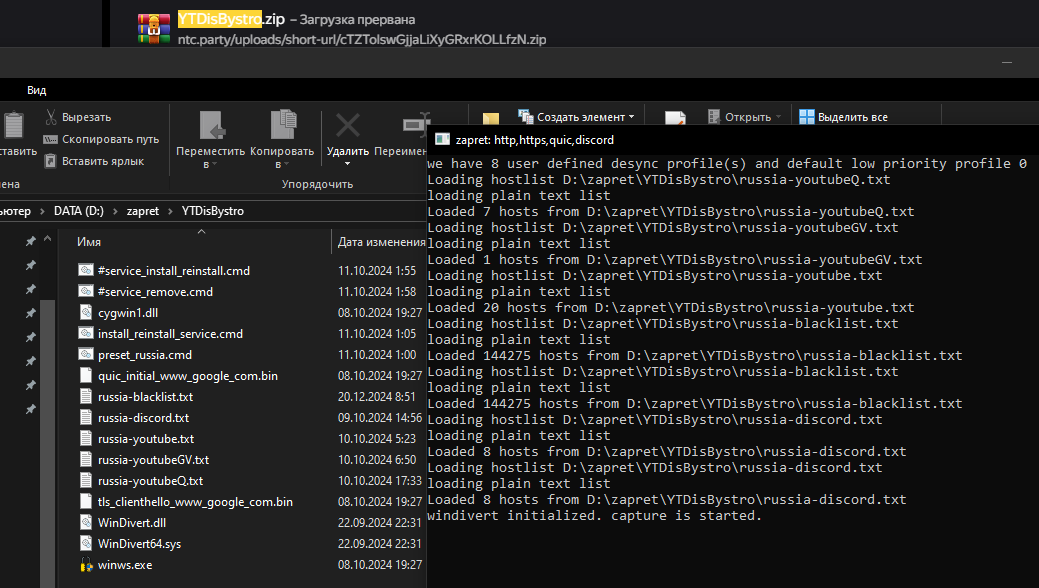 YTDisBystro.zip – Загрузка прервана
ntc.party/uploads/short-url/cTZTolswGjjaLiXyGRxrKOLLfzN.zip
Вид
Вырезать
Скопировать путь
Вставить ярлык
ставить
Переместить в
Копировать в
Удалить
Переимен
Создать элемент
Открыть
Выделить все
ена
Упорядочить
ьютер > DATA (D:) > zapret > YTDisBystro
Имя
Дата изменения
#service_install_reinstall.cmd 11.10.2024 1:55
#service_remove.cmd 11.10.2024 1:58
cygwin1.dll 08.10.2024 19:27
install_reinstall_service.cmd 11.10.2024 1:05
preset_russia.cmd 11.10.2024 1:00
quic_initial_www_google_com.bin 08.10.2024 19:27
russia-blacklist.txt 20.12.2024 8:51
russia-discord.txt 09.10.2024 14:56
russia-youtube.txt 10.10.2024 5:23
russia-youtubeGV.txt 10.10.2024 6:50
russia-youtubeQ.txt 10.10.2024 17:33
tls_clienthello_www_google_com.bin 08.10.2024 19:27
WinDivert.dll 22.09.2024 22:31
WinDivert64.sys 22.09.2024 22:31
winws.exe 08.10.2024 19:27
zapret: http,https,quic,discord
we have 8 user defined desync profile(s) and default low priority profile 0
Loading hostlist D:\zapret\YTDisBystro\russia-youtubeQ.txt
loading plain text list
Loaded 7 hosts from D:\zapret\YTDisBystro\russia-youtubeQ.txt
Loading hostlist D:\zapret\YTDisBystro\russia-youtubeGV.txt
loading plain text list
Loaded 1 hosts from D:\zapret\YTDisBystro\russia-youtubeGV.txt
Loading hostlist D:\zapret\YTDisBystro\russia-youtube.txt
loading plain text list
Loaded 20 hosts from D:\zapret\YTDisBystro\russia-youtube.txt
Loading hostlist D:\zapret\YTDisBystro\russia-blacklist.txt
loading plain text list
Loaded 144275 hosts from D:\zapret\YTDisBystro\russia-blacklist.txt
Loading hostlist D:\zapret\YTDisBystro\russia-blacklist.txt
loading plain text list
Loaded 144275 hosts from D:\zapret\YTDisBystro\russia-blacklist.txt
Loading hostlist D:\zapret\YTDisBystro\russia-discord.txt
loading plain text list
Loaded 8 hosts from D:\zapret\YTDisBystro\russia-discord.txt
Loading hostlist D:\zapret\YTDisBystro\russia-discord.txt
loading plain text list
Loaded 8 hosts from D:\zapret\YTDisBystro\russia-discord.txt
windivert initialized. capture is started.